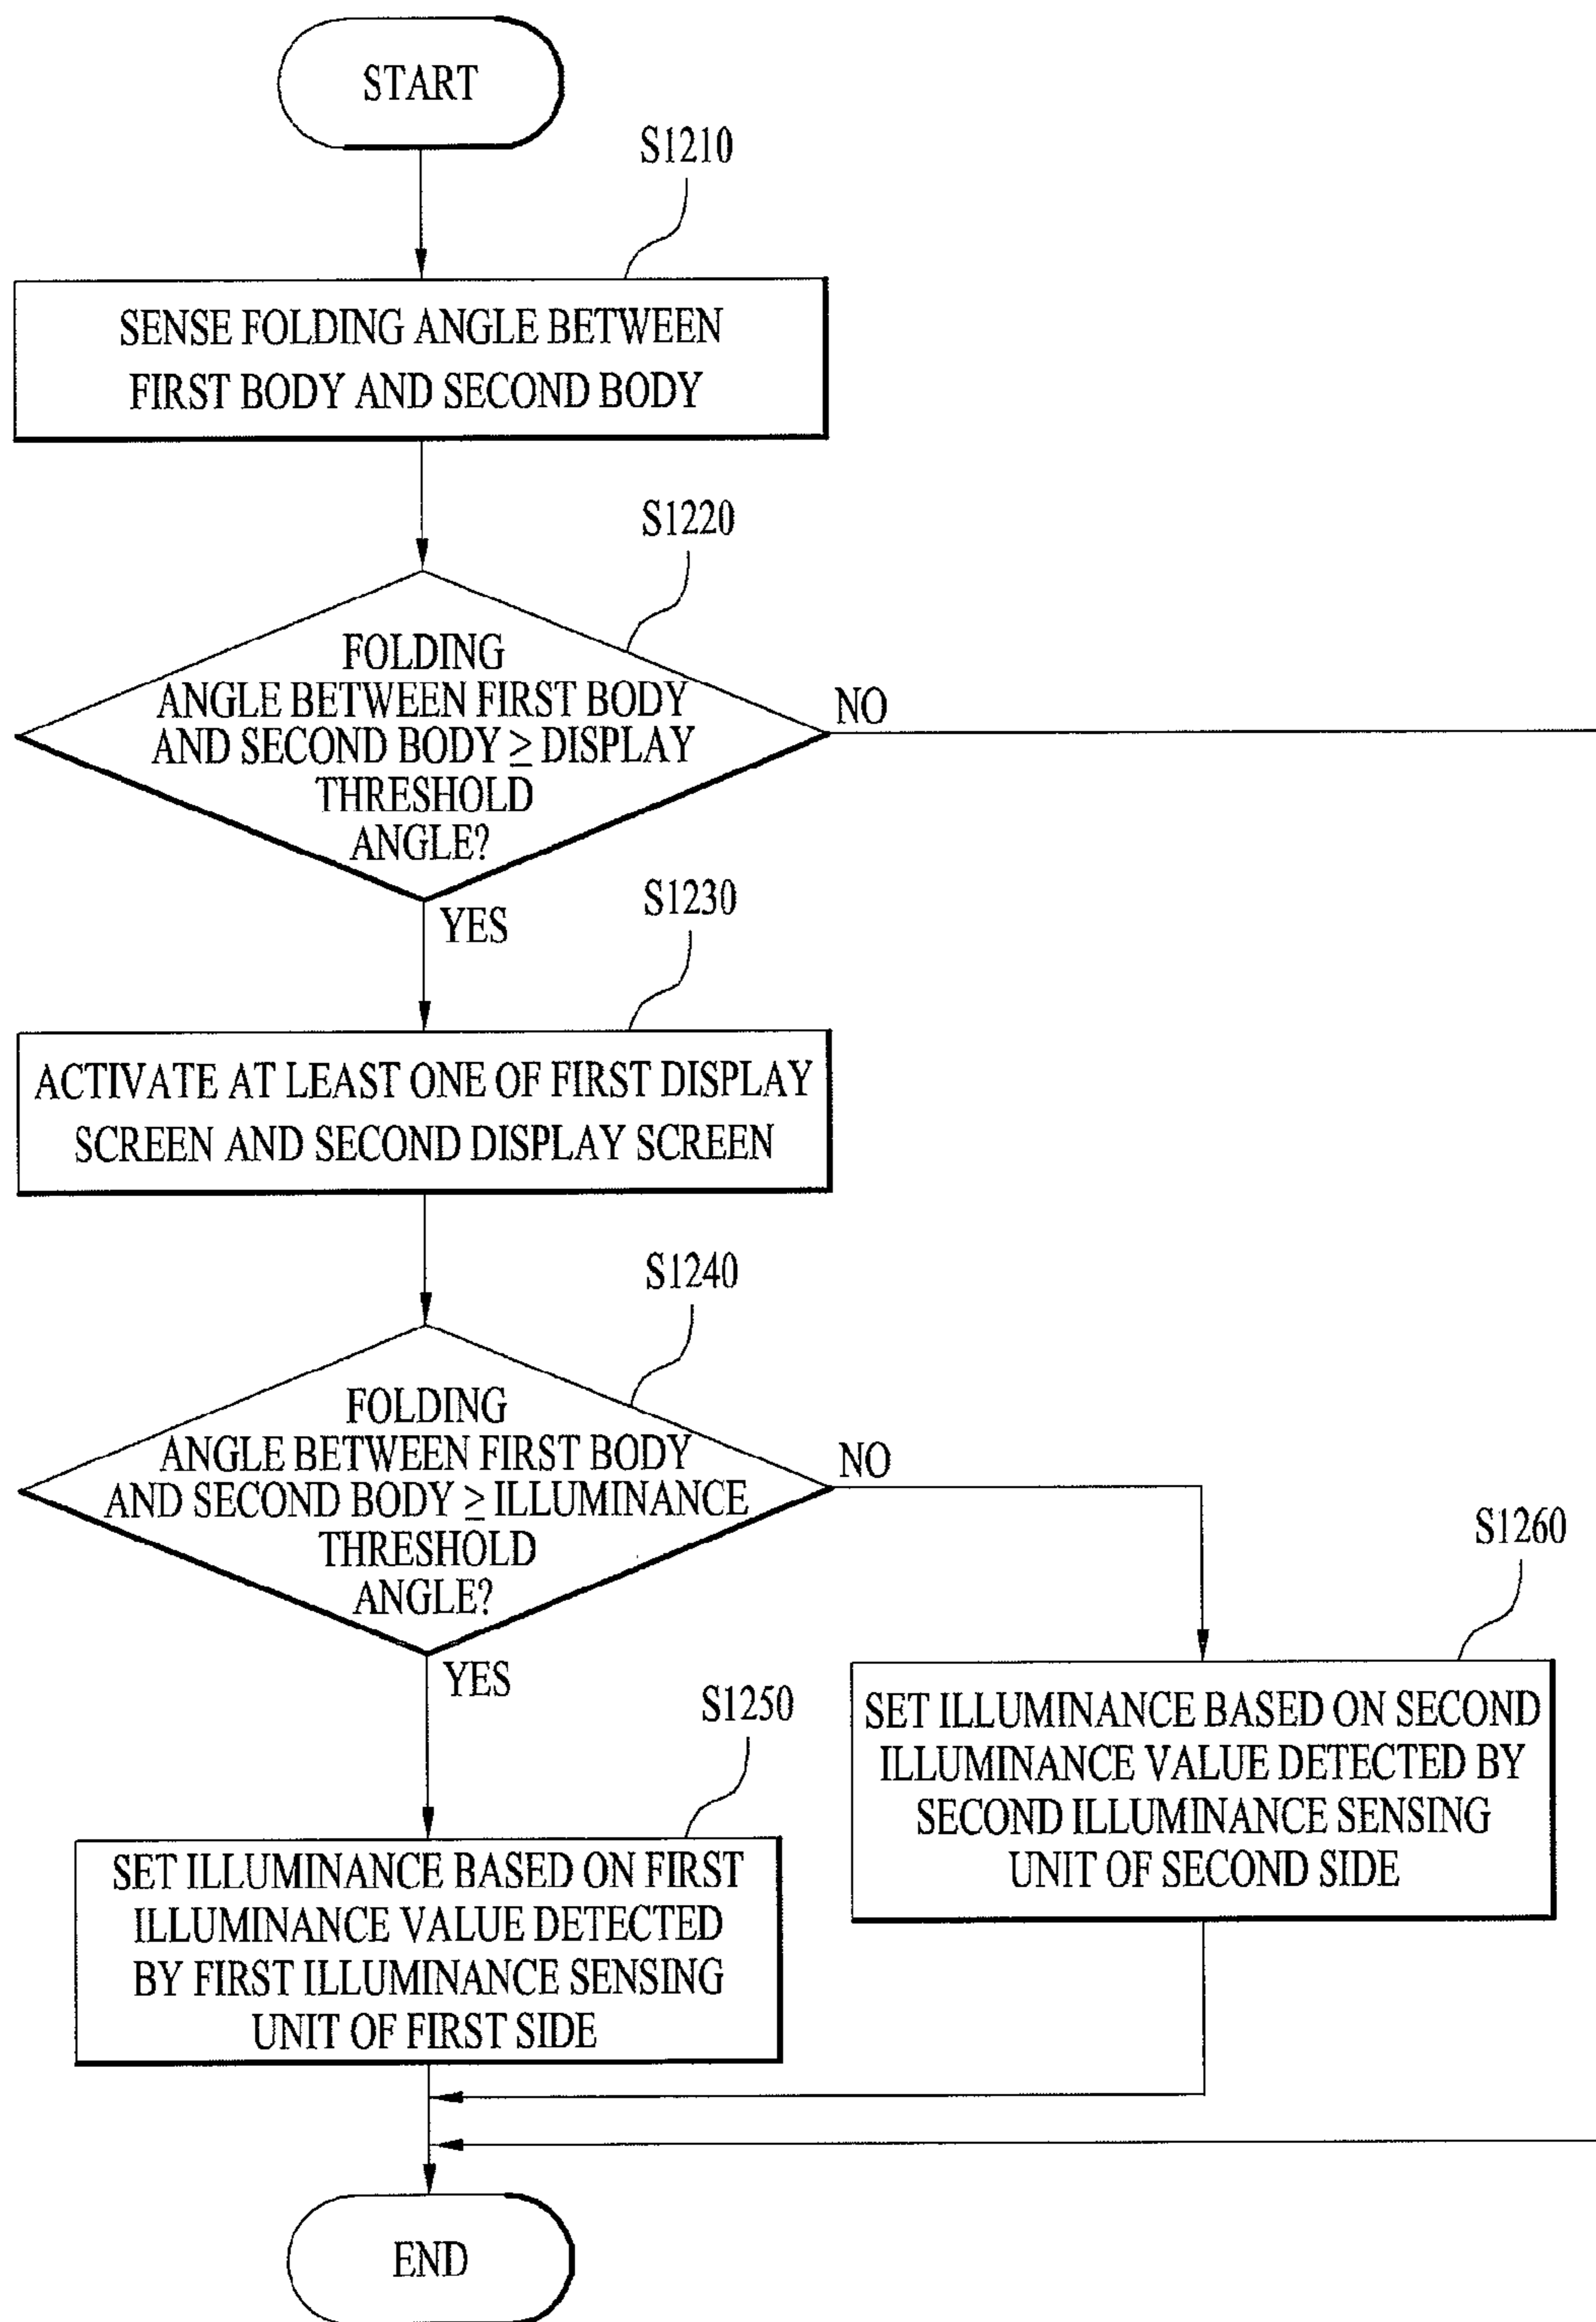 START
S1210
SENSE FOLDING ANGLE BETWEEN
FIRST BODY AND SECOND BODY
S1220
FOLDING
ANGLE BETWEEN FIRST BODY
AND SECOND BODY ≥ DISPLAY
THRESHOLD
ANGLE?
NO
YES
S1230
ACTIVATE AT LEAST ONE OF FIRST DISPLAY
SCREEN AND SECOND DISPLAY SCREEN
S1240
FOLDING
ANGLE BETWEEN FIRST BODY
AND SECOND BODY ≥ ILLUMINANCE
THRESHOLD
ANGLE?
NO
YES
S1260
SET ILLUMINANCE BASED ON SECOND
ILLUMINANCE VALUE DETECTED BY
SECOND ILLUMINANCE SENSING
UNIT OF SECOND SIDE
S1250
SET ILLUMINANCE BASED ON FIRST
ILLUMINANCE VALUE DETECTED
BY FIRST ILLUMINANCE SENSING
UNIT OF FIRST SIDE
END